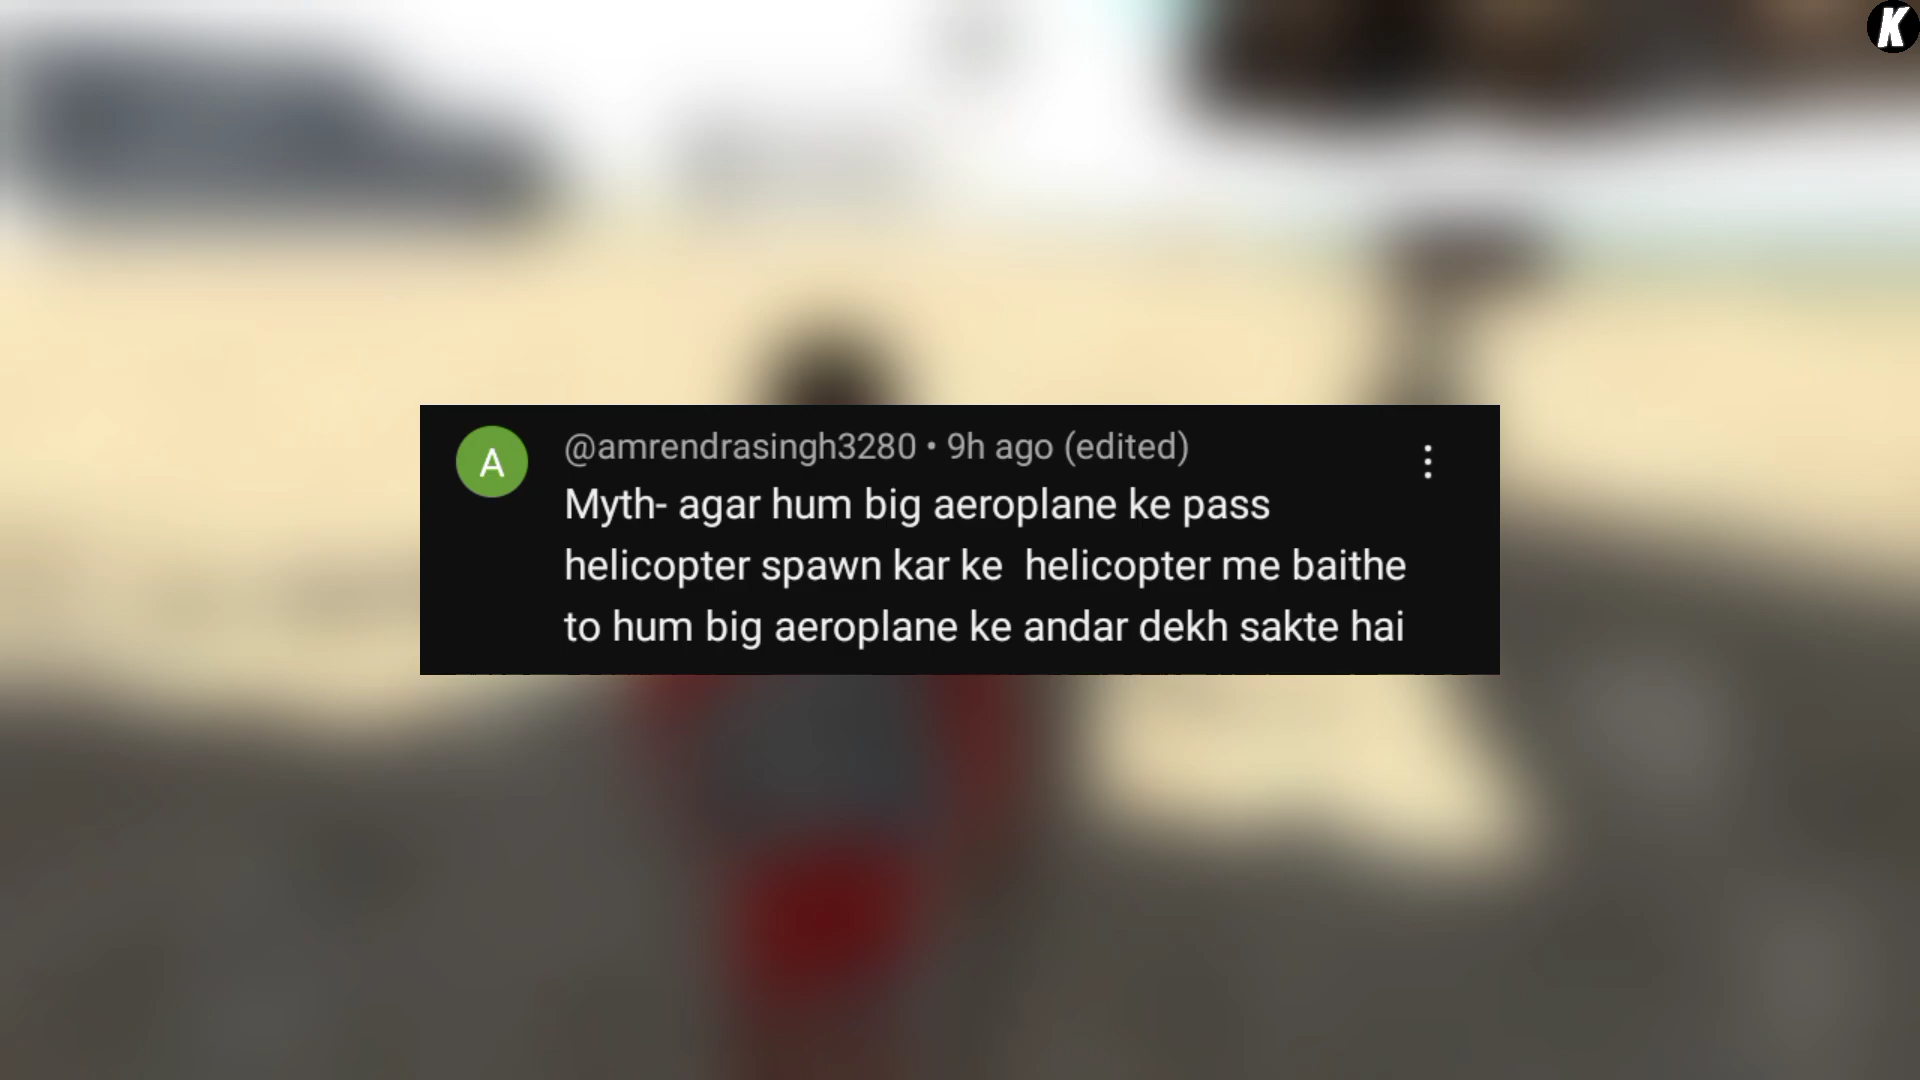 K
A
@amrendrasingh3280 • 9h ago (edited)
Myth- agar hum big aeroplane ke pass
helicopter spawn kar ke  helicopter me baithe
to hum big aeroplane ke andar dekh sakte hai